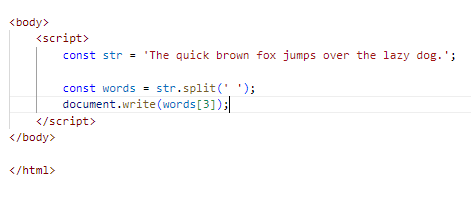 <body>
<script>
const str = 'The quick brown fox jumps over the lazy dog.';
const words = str.split(' ');
document.write(words[3]);
</script>
</body>
</html>